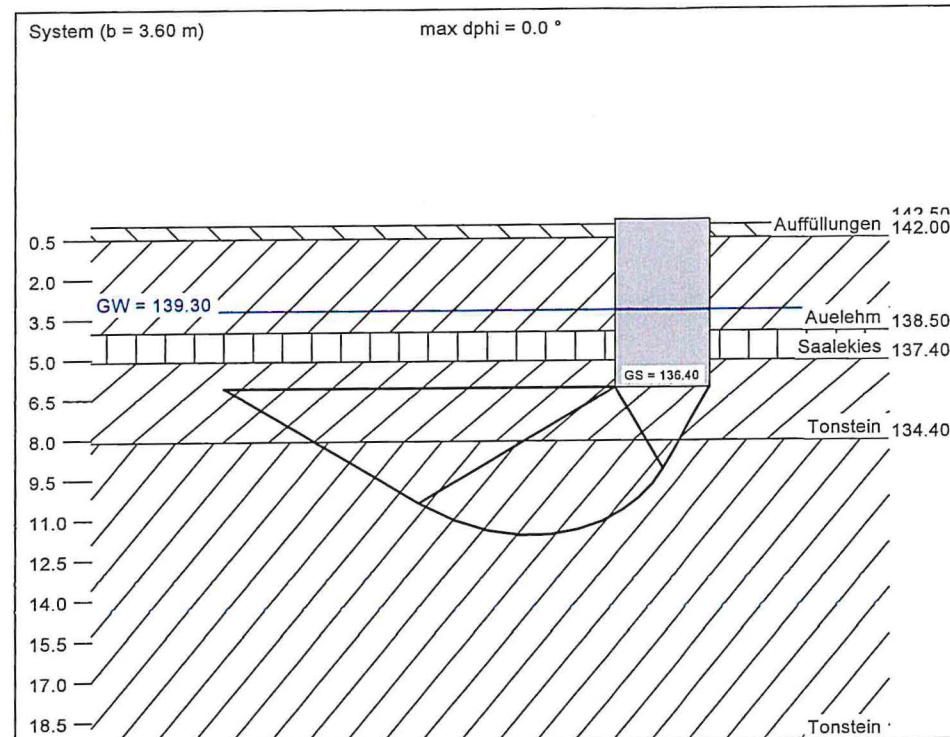 System (b = 3.60 m)
max dphi = 0.0 °
142.50
Auffüllungen 142.00
0.5
2.0
GW = 139.30
3.5
Auelehm 138.50
Saalekies 137.40
5.0
GS = 136.40
6.5
Tonstein 134.40
8.0
9.5
11.0
12.5
14.0
15.5
17.0
18.5
Tonstein